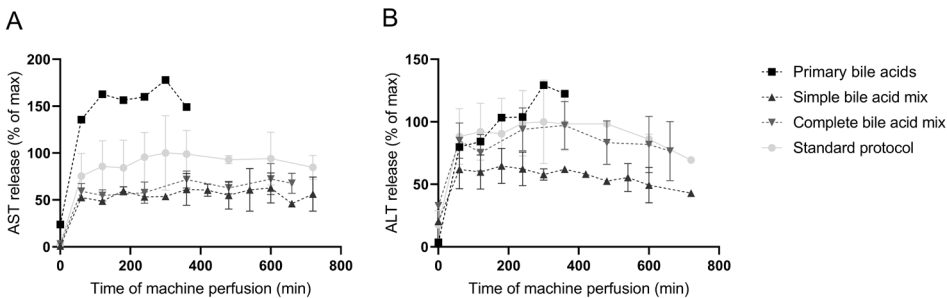 A
AST release (% of max)
200
150
100
50
0
0 200 400 600 800
Time of machine perfusion (min)
B
ALT release (% of max)
150
100
50
0
0 200 400 600 800
Time of machine perfusion (min)
Primary bile acids
Simple bile acid mix
Complete bile acid mix
Standard protocol